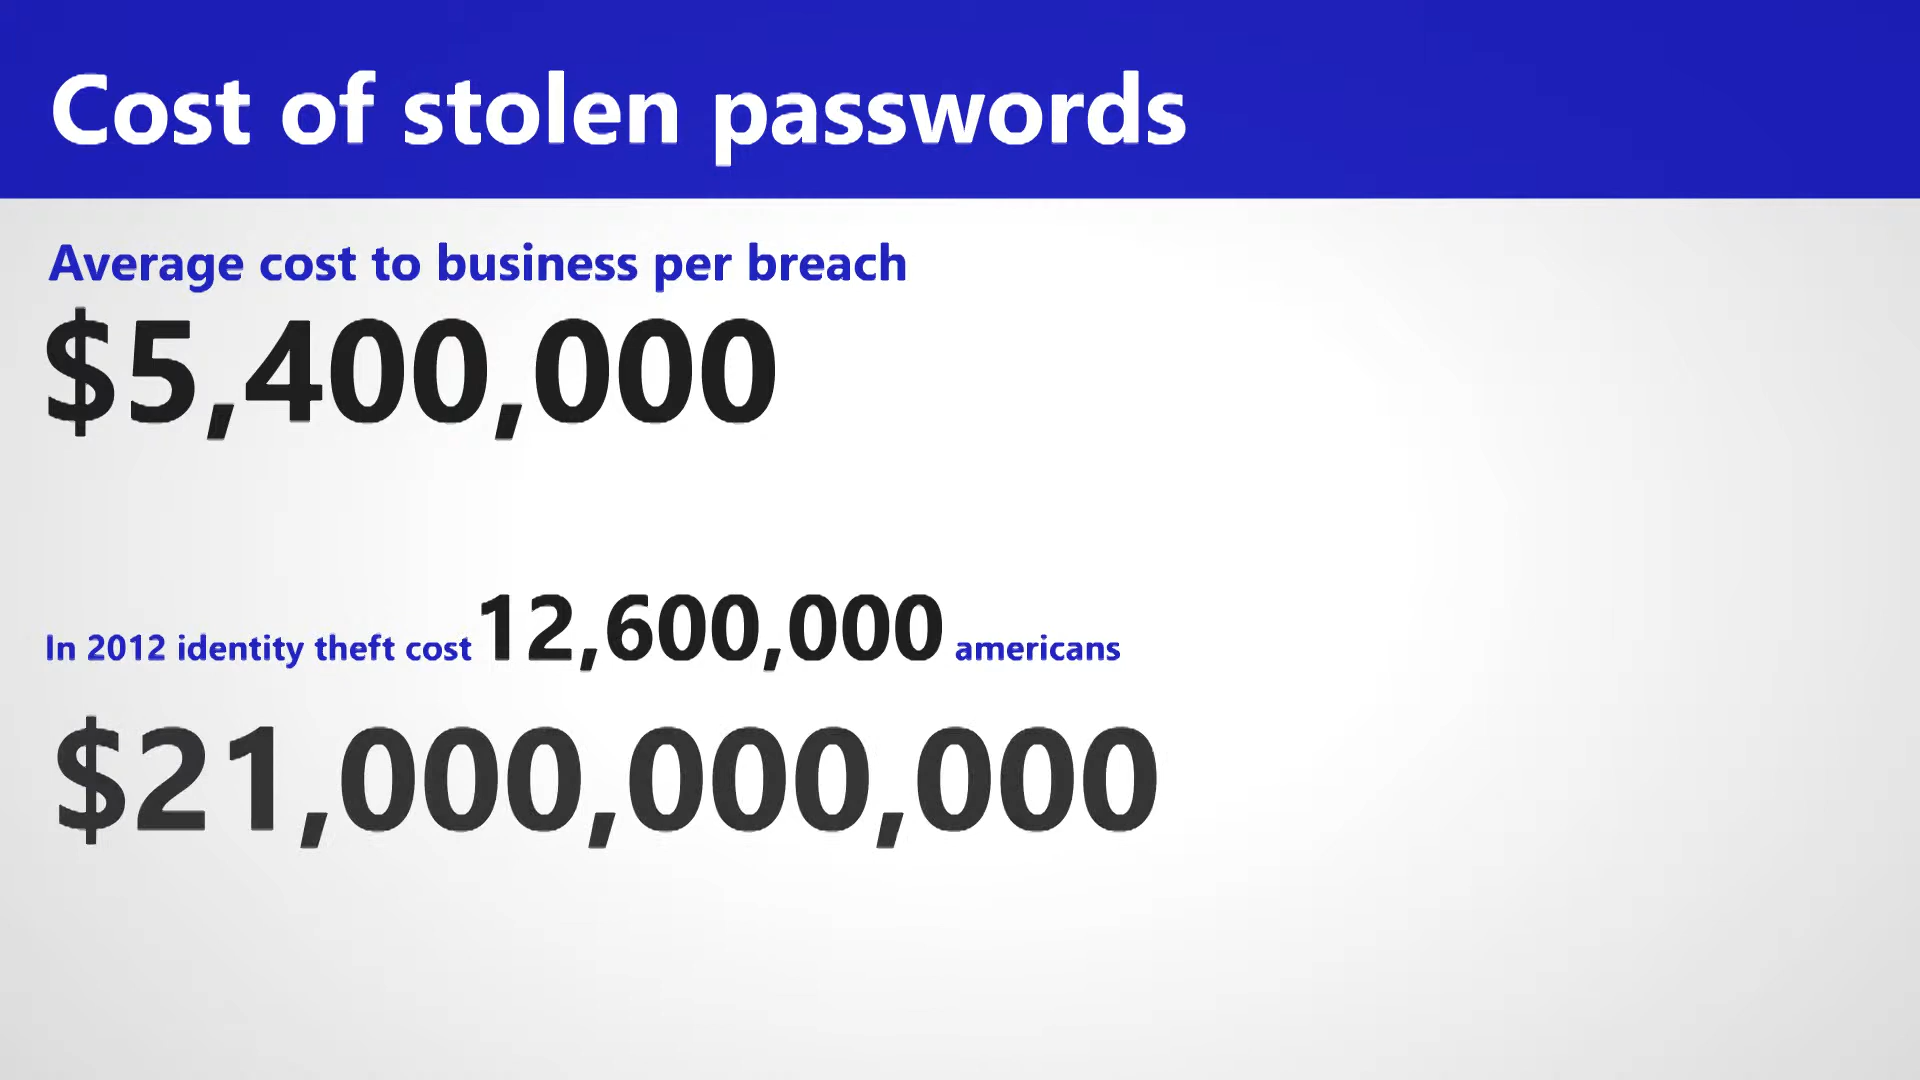 Cost of stolen passwords
Average cost to business per breach
$5,400,000
In 2012 identity theft cost 12,600,000 americans
$21,000,000,000